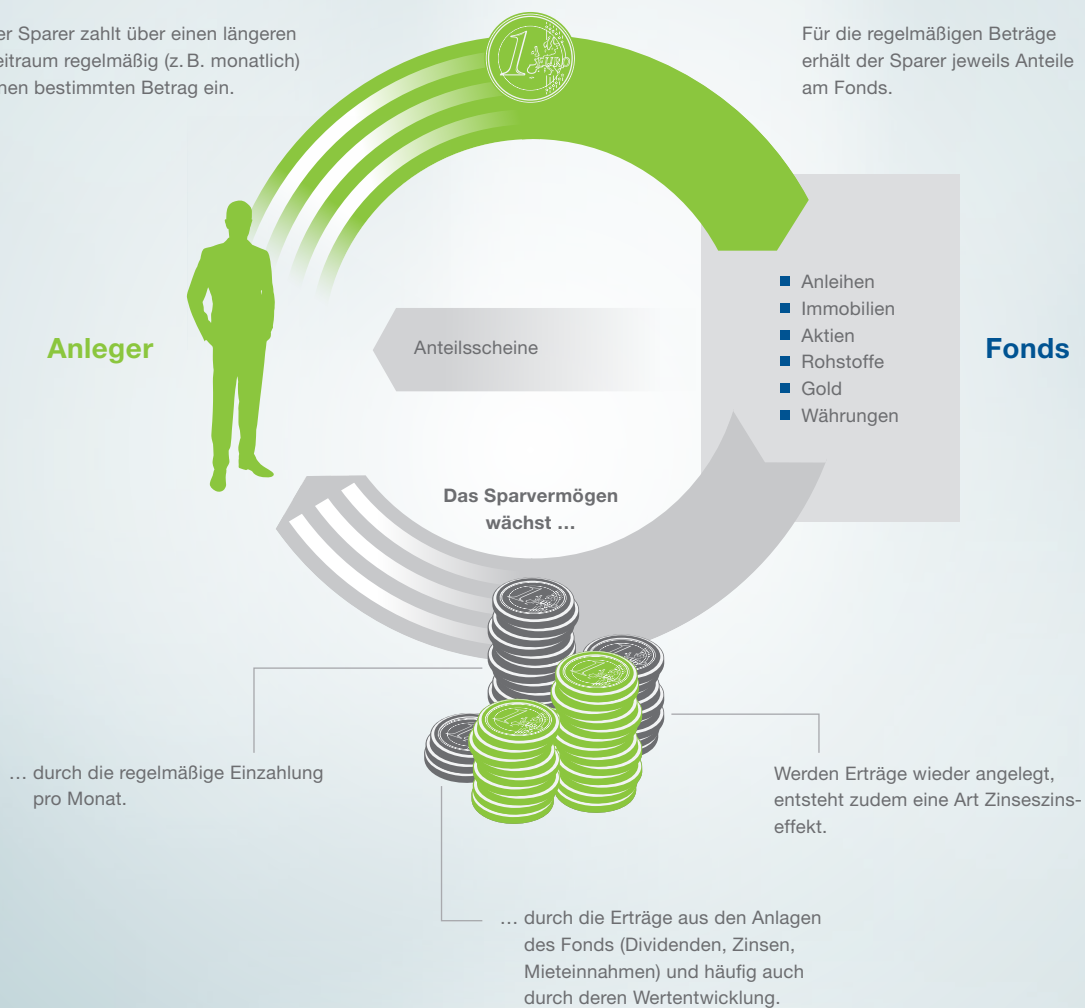 er Sparer zahlt über einen längeren
eitraum regelmäßig (z. B. monatlich)
nen bestimmten Betrag ein.
Für die regelmäßigen Beträge
erhält der Sparer jeweils Anteile
am Fonds.
1 EURO
Anleger
Anteilsscheine
Anleihen
Immobilien
Aktien
Rohstoffe
Gold
Währungen
Fonds
Das Sparvermögen
wächst …
… durch die regelmäßige Einzahlung
pro Monat.
Werden Erträge wieder angelegt,
entsteht zudem eine Art Zinseszins-
effekt.
… durch die Erträge aus den Anlagen
des Fonds (Dividenden, Zinsen,
Mieteinnahmen) und häufig auch
durch deren Wertentwicklung.